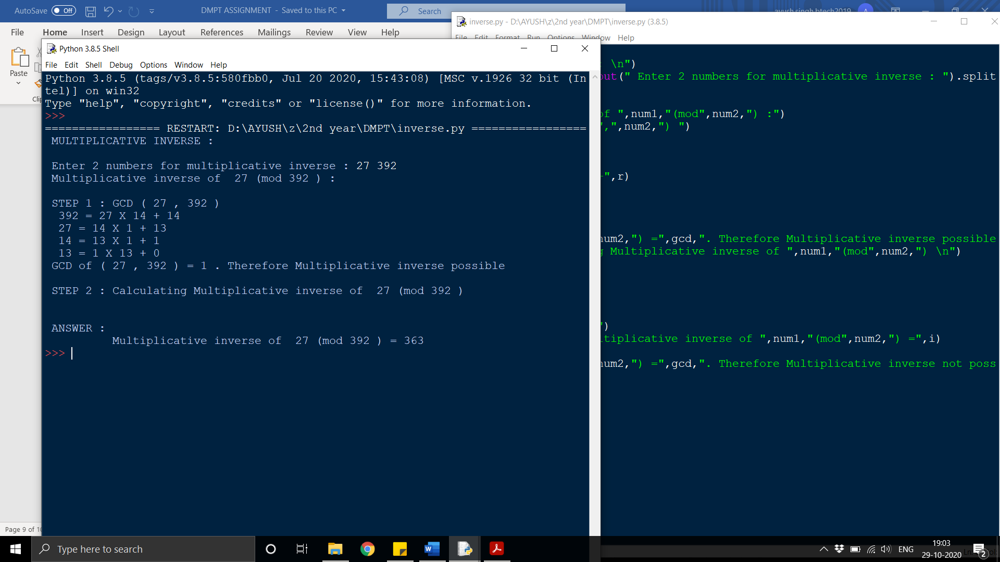 AutoSave Off DMPT ASSIGNMENT - Saved to this PC Search
File Home Insert Design Layout References Mailings Review View Help
Paste
Page 9 of
inverse.py - D:\AYUSH\z\2nd year\DMPT\inverse.py (3.8.5)
File Edit Format Run Options Window Help
Python 3.8.5 Shell
File Edit Shell Debug Options Window Help
Python 3.8.5 (tags/v3.8.5:580fbb0, Jul 20 2020, 15:43:08) [MSC v.1926 32 bit (In
tel)] on win32
Type "help", "copyright", "credits" or "license()" for more information.
>>>
================= RESTART: D:\AYUSH\z\2nd year\DMPT\inverse.py =================
MULTIPLICATIVE INVERSE :
Enter 2 numbers for multiplicative inverse : 27 392
Multiplicative inverse of  27 (mod 392 ) :
STEP 1 : GCD ( 27 , 392 )
392 = 27 X 14 + 14
27 = 14 X 1 + 13
14 = 13 X 1 + 1
13 = 1 X 13 + 0
GCD of ( 27 , 392 ) = 1 . Therefore Multiplicative inverse possible
STEP 2 : Calculating Multiplicative inverse of  27 (mod 392 )
ANSWER :
Multiplicative inverse of  27 (mod 392 ) = 363
>>>
\n")
(" Enter 2 numbers for multiplicative inverse : ").split
",num1,"(mod",num2,") :")
",",num2,") ")
",r)
,") =",gcd,". Therefore Multiplicative inverse possible
Multiplicative inverse of ",num1,"(mod",num2,") \n")
")
inverse of ",num1,"(mod",num2,") =",i)
,") =",gcd,". Therefore Multiplicative inverse not poss
Type here to search
ENG
19:03
29-10-2020
2